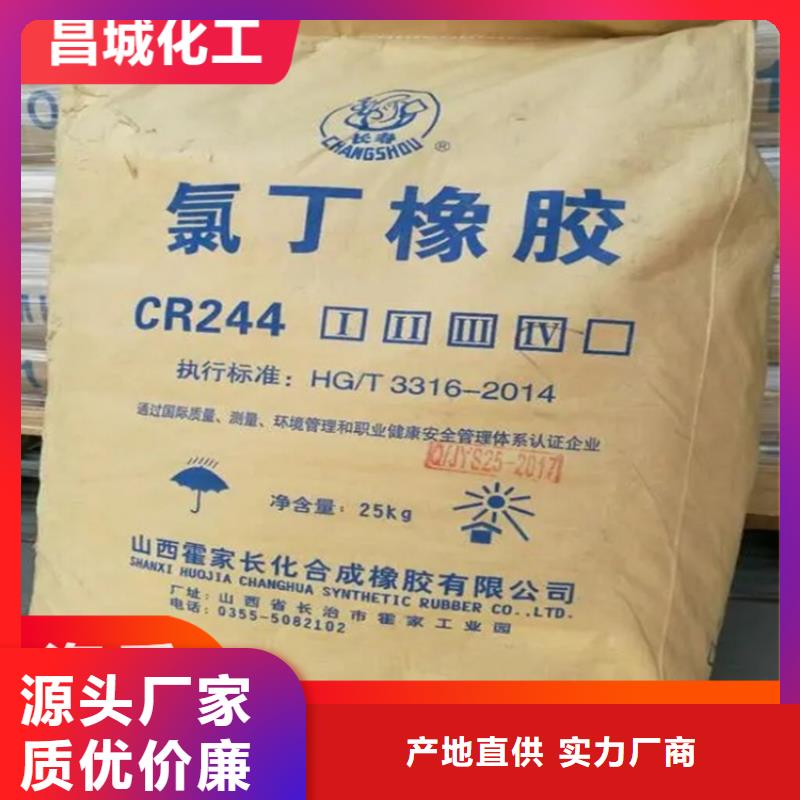 昌城化工
长春
CHANGSHOU ®
氯丁橡胶
CR244 I II III IV
执行标准：HG/T 3316-2014
通过国际质量、测量、环境管理和职业健康安全管理体系认证企业
Q/JYS25-2017
净含量：25kg
山西霍家长化合成橡胶有限公司
SHANXI HUOJIA CHANGHUA SYNTHETIC RUBBER CO.,LTD.
厂址：山西省长治市霍家工业园
电话：0355-5082102
源头厂家
质优价廉
产地直供 实力厂商